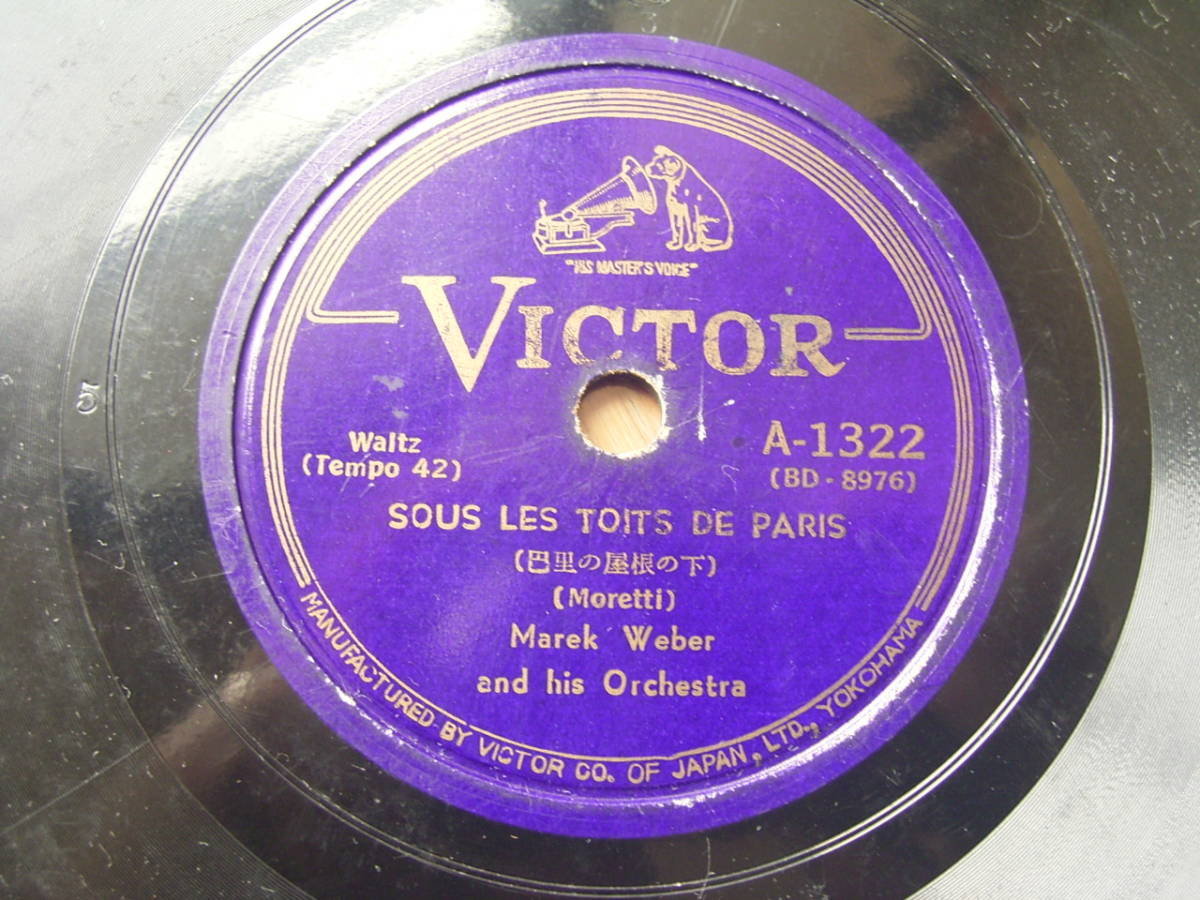 "HIS MASTER'S VOICE"
VICTOR
Waltz
(Tempo 42)
A-1322
(BD・8976)
SOUS LES TOITS DE PARIS
(巴里の屋根の下)
(Moretti)
Marek Weber
and his Orchestra
MANUFACTURED BY VICTOR CO. OF JAPAN, LTD., YOKOHAMA
5